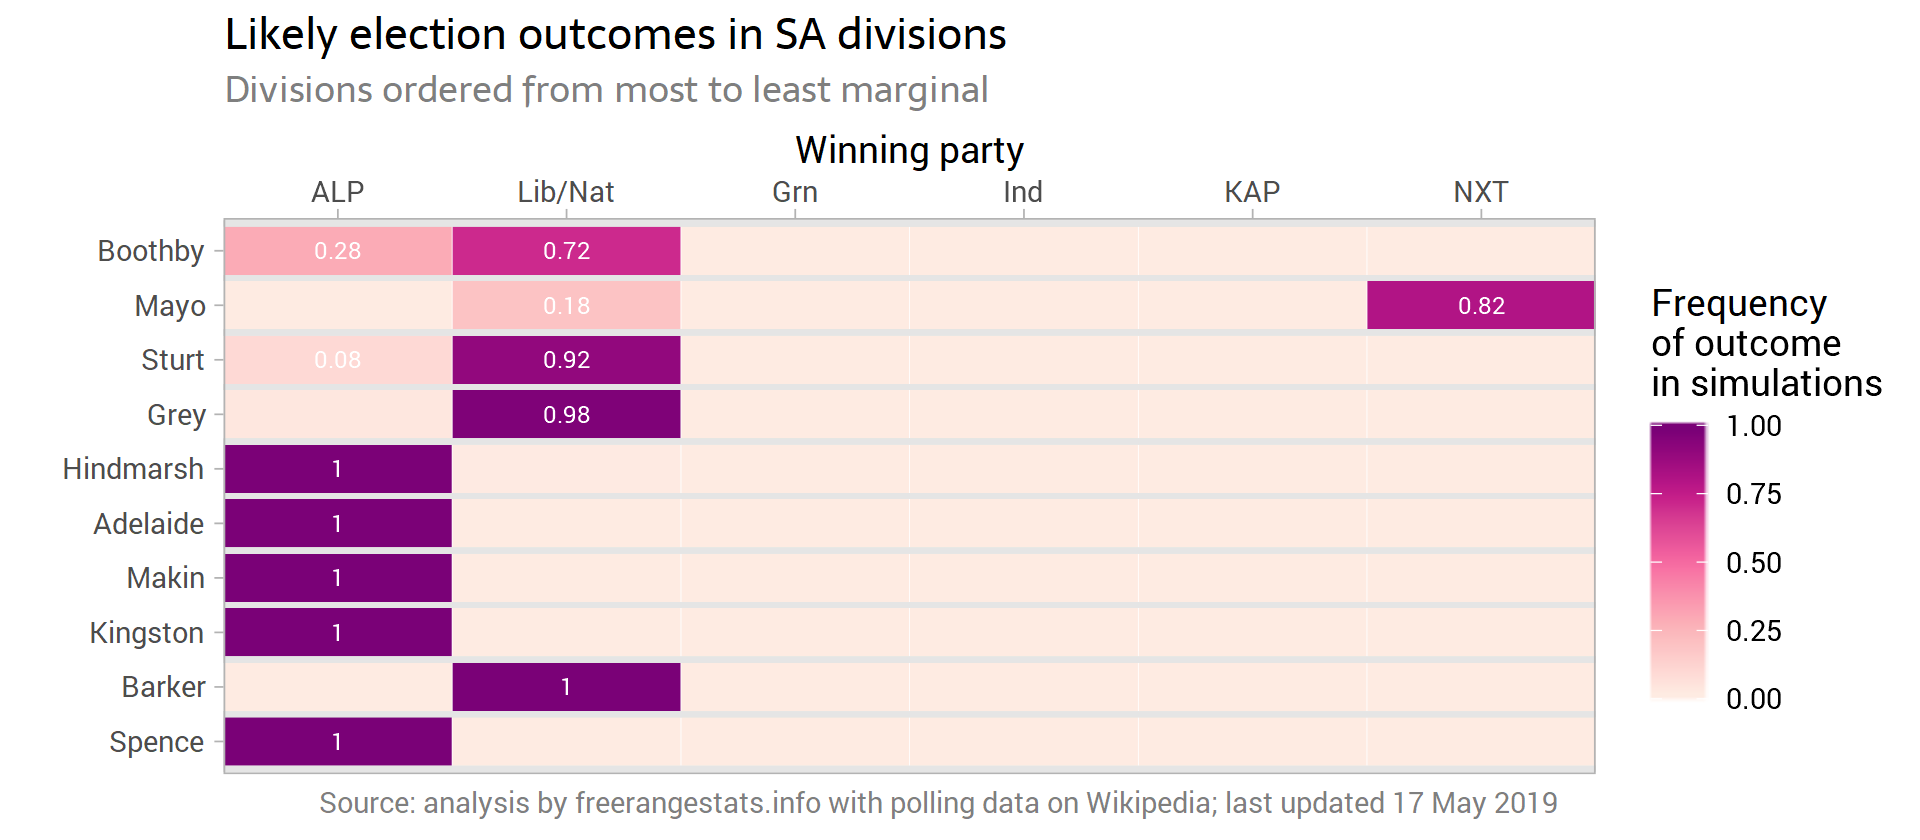 Likely election outcomes in SA divisions
Divisions ordered from most to least marginal
Winning party
ALP Lib/Nat Grn Ind KAP NXT
Boothby 0.28 0.72
Mayo 0.18 0.82
Sturt 0.08 0.92
Grey 0.98
Hindmarsh 1
Adelaide 1
Makin 1
Kingston 1
Barker 1
Spence 1
Frequency
of outcome
in simulations
1.00
0.75
0.50
0.25
0.00
Source: analysis by freerangestats.info with polling data on Wikipedia; last updated 17 May 2019